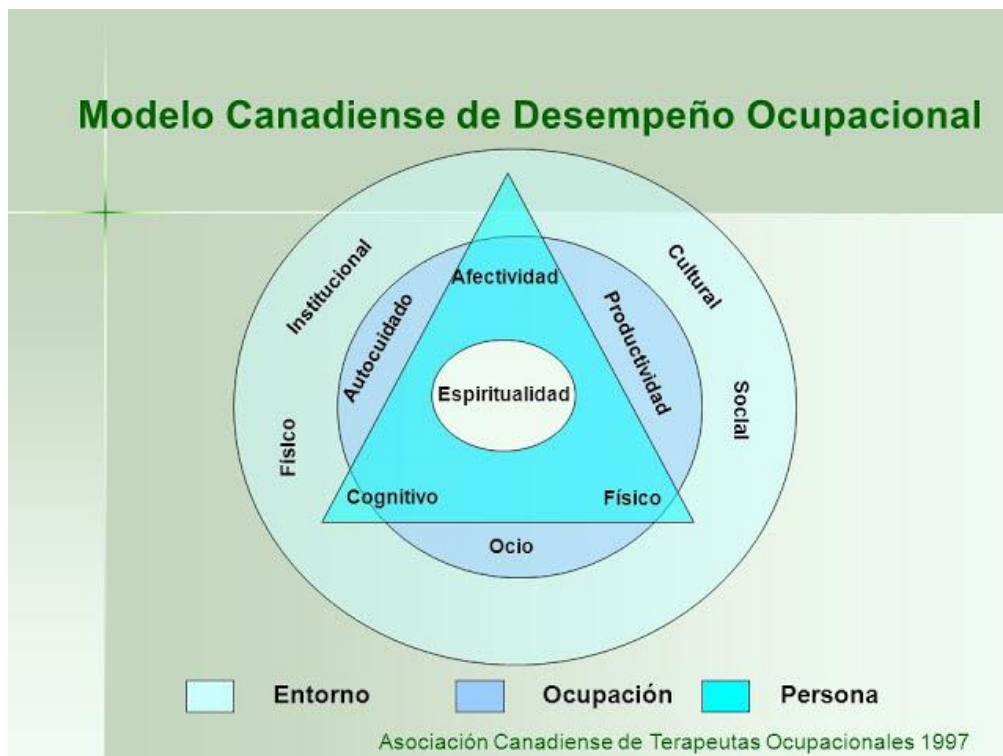 Modelo Canadiense de Desempeño Ocupacional
Institucional
Cultural
Afectividad
Autocuidado
Productividad
Espiritualidad
Físico
Social
Cognitivo
Físico
Ocio
Entorno
Ocupación
Persona
Asociación Canadiense de Terapeutas Ocupacionales 1997